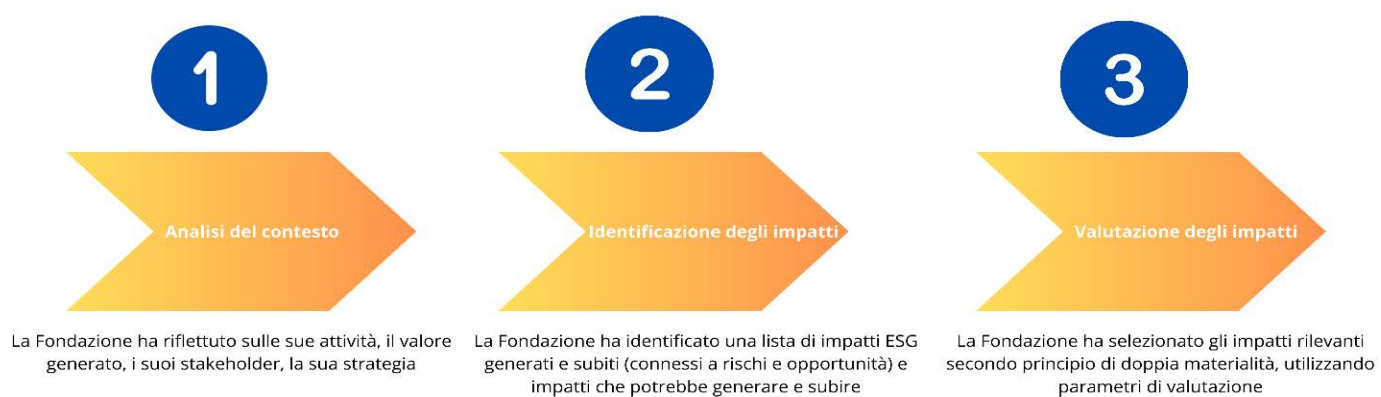 1
Analisi del contesto
La Fondazione ha riflettuto sulle sue attività, il valore
generato, i suoi stakeholder, la sua strategia
2
Identificazione degli impatti
La Fondazione ha identificato una lista di impatti ESG
generati e subiti (connessi a rischi e opportunità) e
impatti che potrebbe generare e subire
3
Valutazione degli impatti
La Fondazione ha selezionato gli impatti rilevanti
secondo principio di doppia materialità, utilizzando
parametri di valutazione